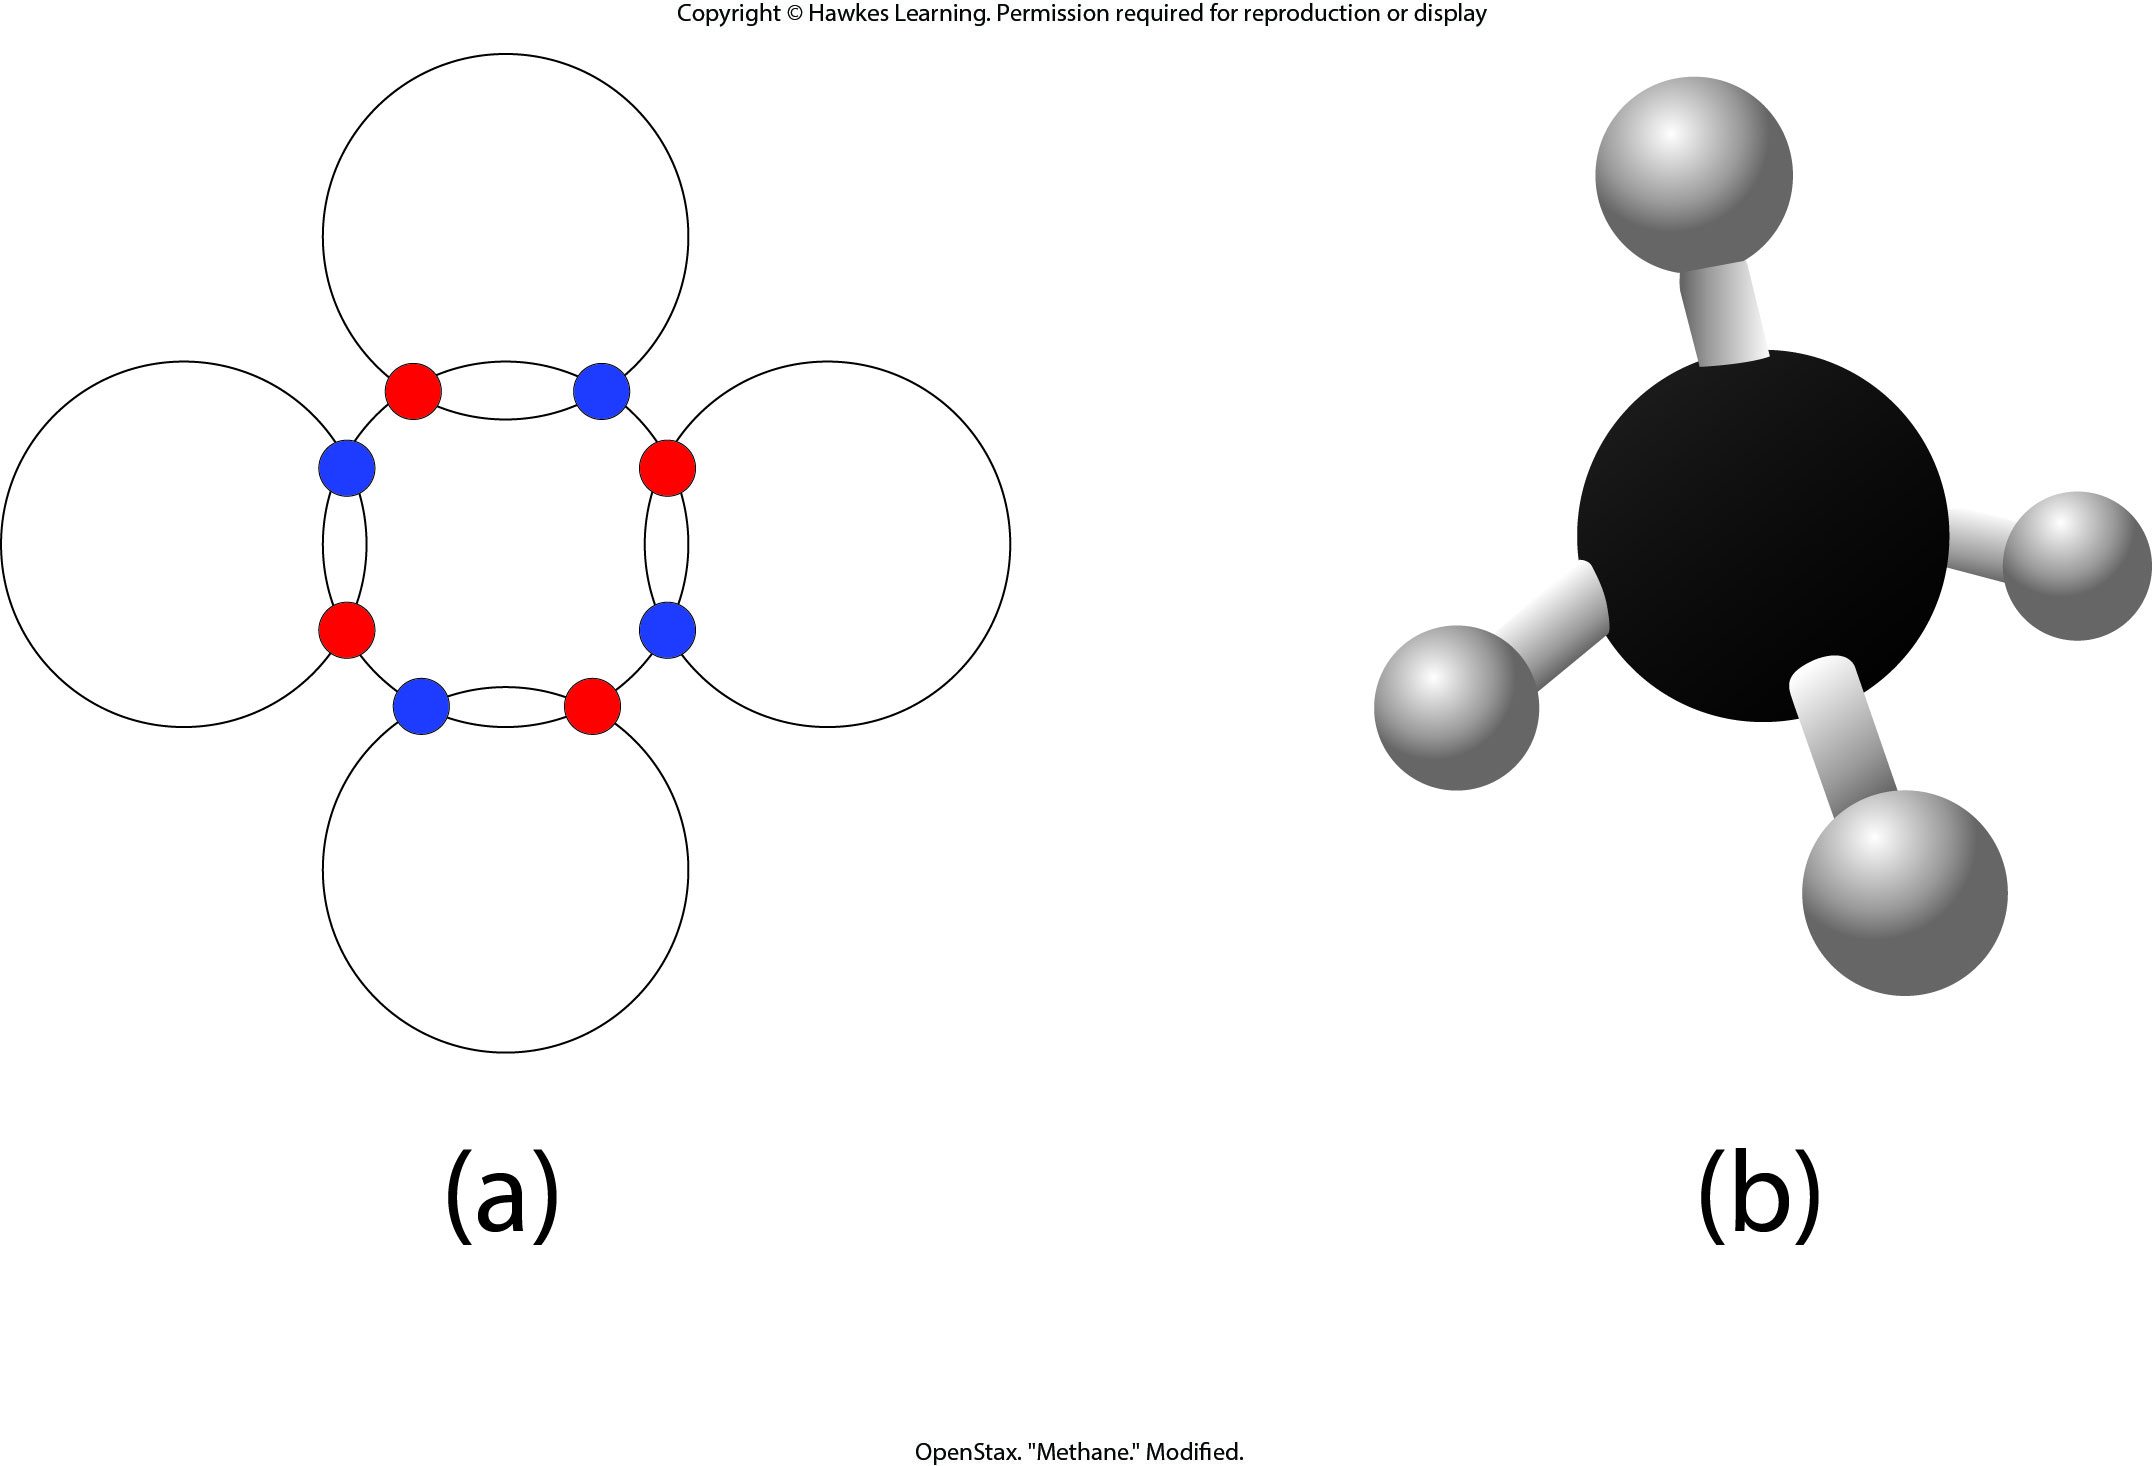 Copyright © Hawkes Learning. Permission required for reproduction or display
(a)
(b)
OpenStax. "Methane." Modified.